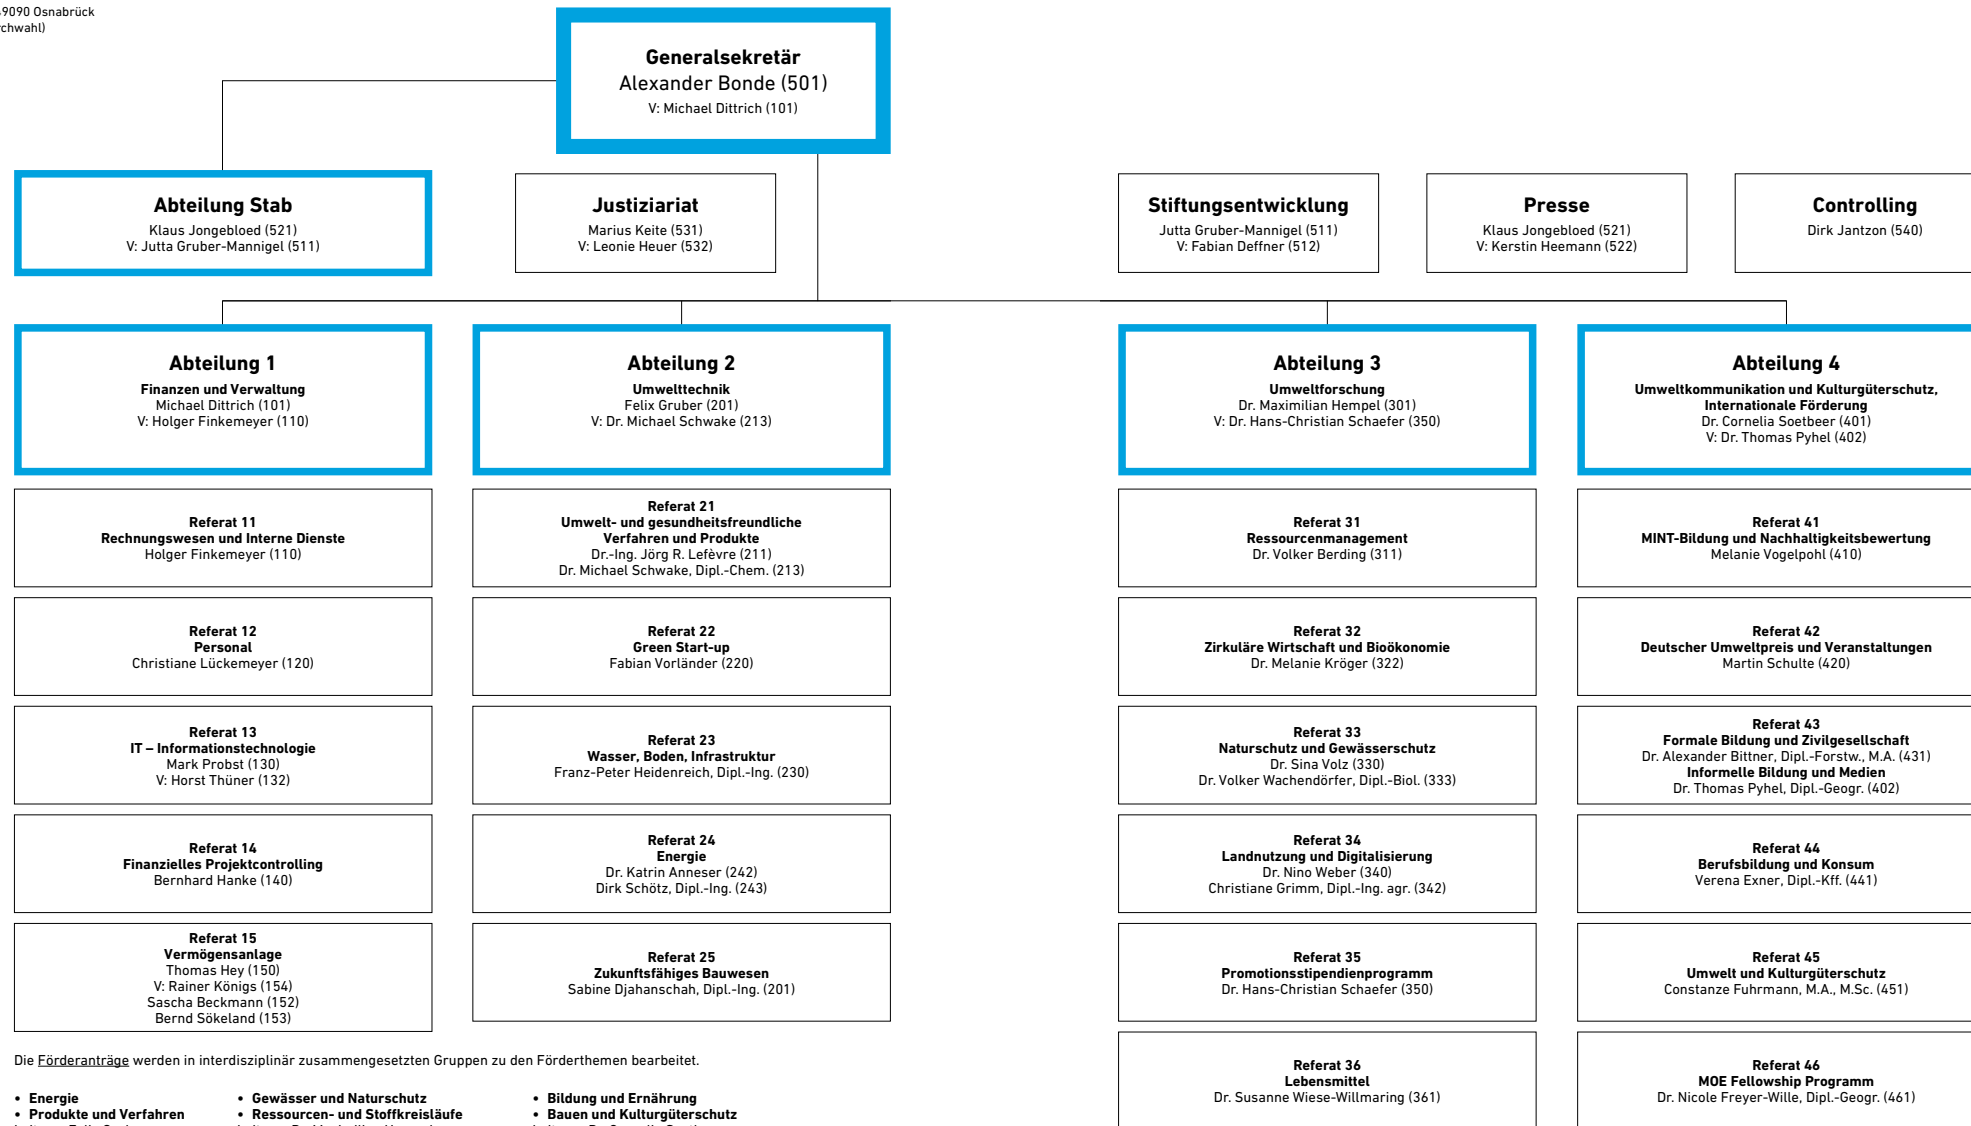 49090 Osnabrück
Generalsekretär
Alexander Bonde (501)
V: Michael Dittrich (101)
Abteilung Stab
Klaus Jongebloed (521)
V: Jutta Gruber-Mannigel (511)
Justiziariat
Marius Keite (531)
V: Leonie Heuer (532)
Stiftungsentwicklung
Jutta Gruber-Mannigel (511)
V: Fabian Deffner (512)
Presse
Klaus Jongebloed (521)
V: Kerstin Heemann (522)
Controlling
Dirk Jantzon (540)
Abteilung 1
Finanzen und Verwaltung
Michael Dittrich (101)
V: Holger Finkemeyer (110)
Referat 11
Rechnungswesen und Interne Dienste
Holger Finkemeyer (110)
Referat 12
Personal
Christiane Lückemeyer (120)
Referat 13
IT – Informationstechnologie
Mark Probst (130)
V: Horst Thüner (132)
Referat 14
Finanzielles Projektcontrolling
Bernhard Hanke (140)
Referat 15
Vermögensanlage
Thomas Hey (150)
V: Rainer Königs (154)
Sascha Beckmann (152)
Bernd Sökeland (153)
Abteilung 2
Umwelttechnik
Felix Gruber (201)
V: Dr. Michael Schwake (213)
Referat 21
Umwelt- und gesundheitsfreundliche
Verfahren und Produkte
Dr.-Ing. Jörg R. Lefèvre (211)
Dr. Michael Schwake, Dipl.-Chem. (213)
Referat 22
Green Start-up
Fabian Vorländer (220)
Referat 23
Wasser, Boden, Infrastruktur
Franz-Peter Heidenreich, Dipl.-Ing. (230)
Referat 24
Energie
Dr. Katrin Anneser (242)
Dirk Schötz, Dipl.-Ing. (243)
Referat 25
Zukunftsfähiges Bauwesen
Sabine Djahanschah, Dipl.-Ing. (201)
Abteilung 3
Umweltforschung
Dr. Maximilian Hempel (301)
V: Dr. Hans-Christian Schaefer (350)
Referat 31
Ressourcenmanagement
Dr. Volker Berding (311)
Referat 32
Zirkuläre Wirtschaft und Bioökonomie
Dr. Melanie Kröger (322)
Referat 33
Naturschutz und Gewässerschutz
Dr. Sina Volz (330)
Dr. Volker Wachendörfer, Dipl.-Biol. (333)
Referat 34
Landnutzung und Digitalisierung
Dr. Nino Weber (340)
Christiane Grimm, Dipl.-Ing. agr. (342)
Referat 35
Promotionsstipendienprogramm
Dr. Hans-Christian Schaefer (350)
Referat 36
Lebensmittel
Dr. Susanne Wiese-Willmaring (361)
Abteilung 4
Umweltkommunikation und Kulturgüterschutz,
Internationale Förderung
Dr. Cornelia Soetbeer (401)
V: Dr. Thomas Pyhel (402)
Referat 41
MINT-Bildung und Nachhaltigkeitsbewertung
Melanie Vogelpohl (410)
Referat 42
Deutscher Umweltpreis und Veranstaltungen
Martin Schulte (420)
Referat 43
Formale Bildung und Zivilgesellschaft
Dr. Alexander Bittner, Dipl.-Forstw., M.A. (431)
Informelle Bildung und Medien
Dr. Thomas Pyhel, Dipl.-Geogr. (402)
Referat 44
Berufsbildung und Konsum
Verena Exner, Dipl.-Kff. (441)
Referat 45
Umwelt und Kulturgüterschutz
Constanze Fuhrmann, M.A., M.Sc. (451)
Referat 46
MOE Fellowship Programm
Dr. Nicole Freyer-Wille, Dipl.-Geogr. (461)
Die Förderanträge werden in interdisziplinär zusammengesetzten Gruppen zu den Förderthemen bearbeitet.
• Energie
• Produkte und Verfahren
• Gewässer und Naturschutz
• Ressourcen- und Stoffkreisläufe
• Bildung und Ernährung
• Bauen und Kulturgüterschutz